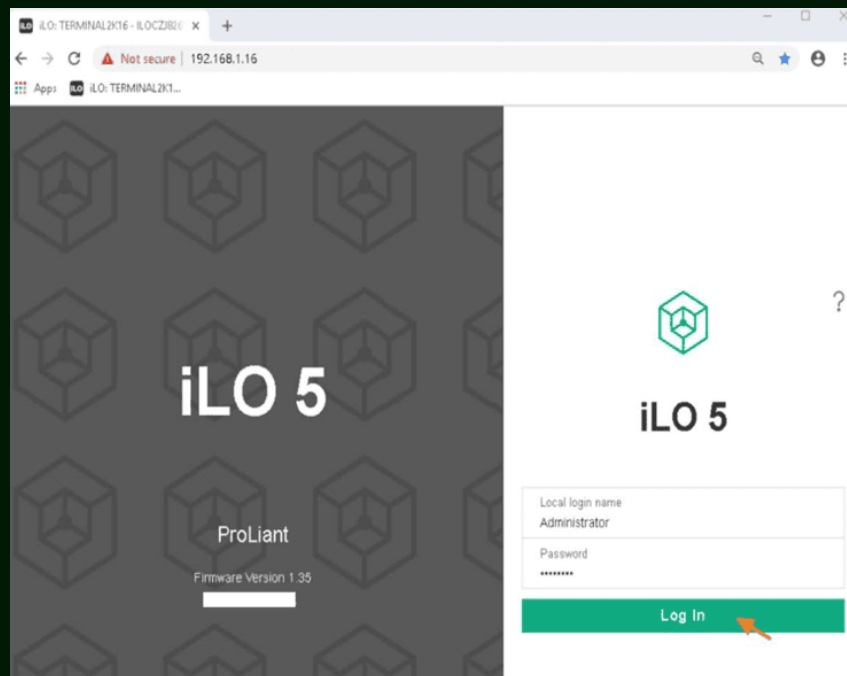 iLO: TERMINAL2K16 - ILOCZJ826
Not secure | 192.168.1.16
Apps iLO: TERMINAL2K1...
?
iLO 5
iLO 5
Local login name
Administrator
ProLiant
Password
••••••••
Firmware Version 1.35
Log In